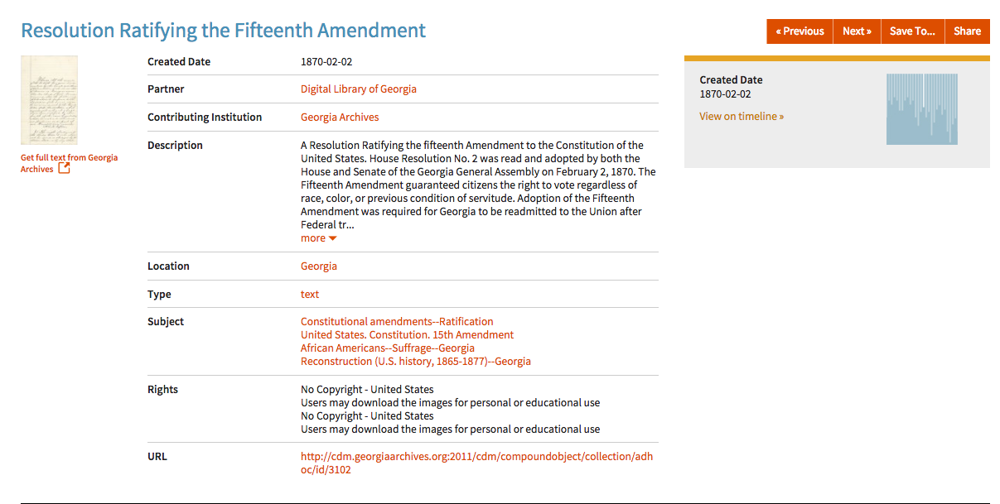 Resolution Ratifying the Fifteenth Amendment
« Previous
Next »
Save To...
Share
Get full text from Georgia
Archives
Created Date
1870-02-02
Partner
Digital Library of Georgia
Contributing Institution
Georgia Archives
Description
A Resolution Ratifying the fifteenth Amendment to the Constitution of the
United States. House Resolution No. 2 was read and adopted by both the
House and Senate of the Georgia General Assembly on February 2, 1870. The
Fifteenth Amendment guaranteed citizens the right to vote regardless of
race, color, or previous condition of servitude. Adoption of the Fifteenth
Amendment was required for Georgia to be readmitted to the Union after
Federal tr...
more
Location
Georgia
Type
text
Subject
Constitutional amendments--Ratification
United States. Constitution. 15th Amendment
African Americans--Suffrage--Georgia
Reconstruction (U.S. history, 1865-1877)--Georgia
Rights
No Copyright - United States
Users may download the images for personal or educational use
No Copyright - United States
Users may download the images for personal or educational use
URL
http://cdm.georgiaarchives.org:2011/cdm/compoundobject/collection/adh
oc/id/3102
Created Date
1870-02-02
View on timeline »